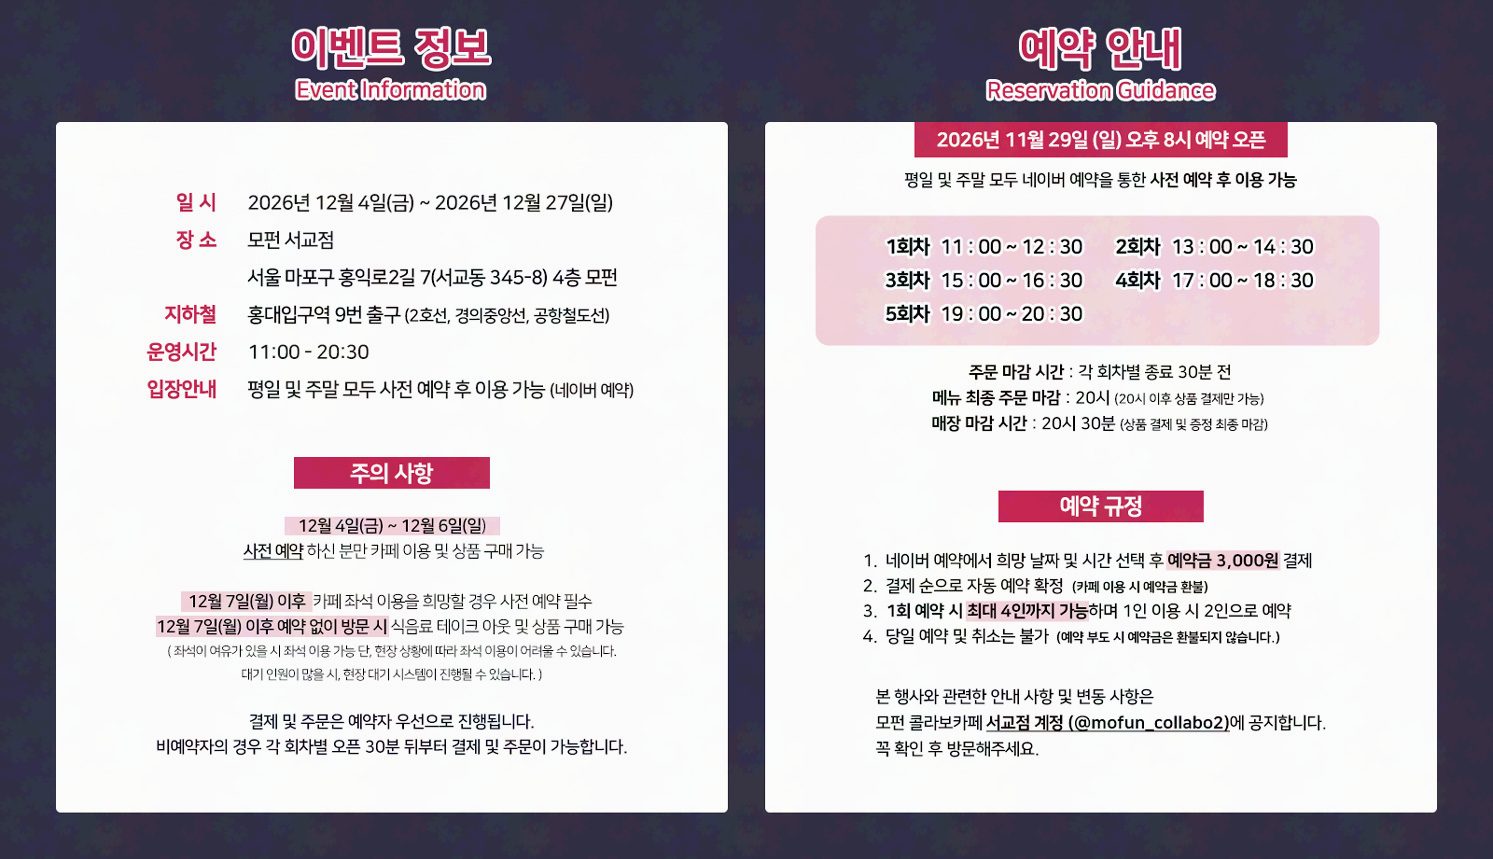 이벤트 정보
Event Information
일 시 2026년 12월 4일(금) ~ 2026년 12월 27일(일)
장 소 모펀 서교점
서울 마포구 홍익로2길 7(서교동 345-8) 4층 모펀
지하철 홍대입구역 9번 출구 (2호선, 경의중앙선, 공항철도선)
운영시간 11:00 - 20:30
입장안내 평일 및 주말 모두 사전 예약 후 이용 가능 (네이버 예약)
주의 사항
12월 4일(금) ~ 12월 6일(일)
사전 예약 하신 분만 카페 이용 및 상품 구매 가능
12월 7일(월) 이후 카페 좌석 이용을 희망할 경우 사전 예약 필수
12월 7일(월) 이후 예약 없이 방문 시 식음료 테이크 아웃 및 상품 구매 가능
( 좌석이 여유가 있을 시 좌석 이용 가능 단, 현장 상황에 따라 좌석 이용이 어려울 수 있습니다.
대기 인원이 많을 시, 현장 대기 시스템이 진행될 수 있습니다. )
결제 및 주문은 예약자 우선으로 진행됩니다.
비예약자의 경우 각 회차별 오픈 30분 뒤부터 결제 및 주문이 가능합니다.
예약 안내
Reservation Guidance
2026년 11월 29일 (일) 오후 8시 예약 오픈
평일 및 주말 모두 네이버 예약을 통한 사전 예약 후 이용 가능
1회차 11 : 00 ~ 12 : 30 2회차 13 : 00 ~ 14 : 30
3회차 15 : 00 ~ 16 : 30 4회차 17 : 00 ~ 18 : 30
5회차 19 : 00 ~ 20 : 30
주문 마감 시간 : 각 회차별 종료 30분 전
메뉴 최종 주문 마감 : 20시 (20시 이후 상품 결제만 가능)
매장 마감 시간 : 20시 30분 (상품 결제 및 증정 최종 마감)
예약 규정
1. 네이버 예약에서 희망 날짜 및 시간 선택 후 예약금 3,000원 결제
2. 결제 순으로 자동 예약 확정 (카페 이용 시 예약금 환불)
3. 1회 예약 시 최대 4인까지 가능하며 1인 이용 시 2인으로 예약
4. 당일 예약 및 취소는 불가 (예약 부도 시 예약금은 환불되지 않습니다.)
본 행사와 관련한 안내 사항 및 변동 사항은
모펀 콜라보카페 서교점 계정 (@mofun_collabo2)에 공지합니다.
꼭 확인 후 방문해주세요.